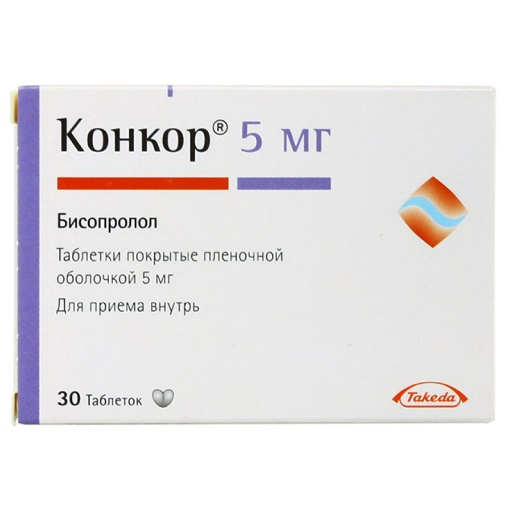 Конкор® 5 мг
Бисопролол
Таблетки покрытые пленочной
оболочкой 5 мг
Для приема внутрь
30 Таблеток
Takeda